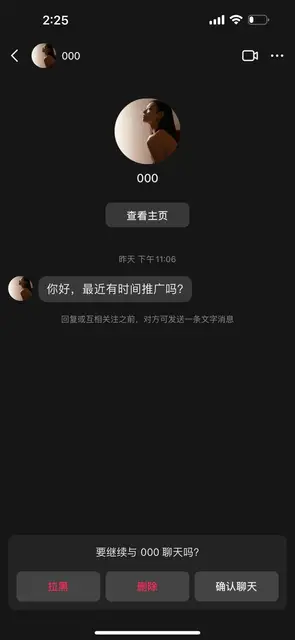 2:25
000
000
查看主页
昨天 下午11:06
你好，最近有时间推广吗?
回复或互相关注之前，对方可发送一条文字消息
要继续与 000 聊天吗?
拉黑
删除
确认聊天